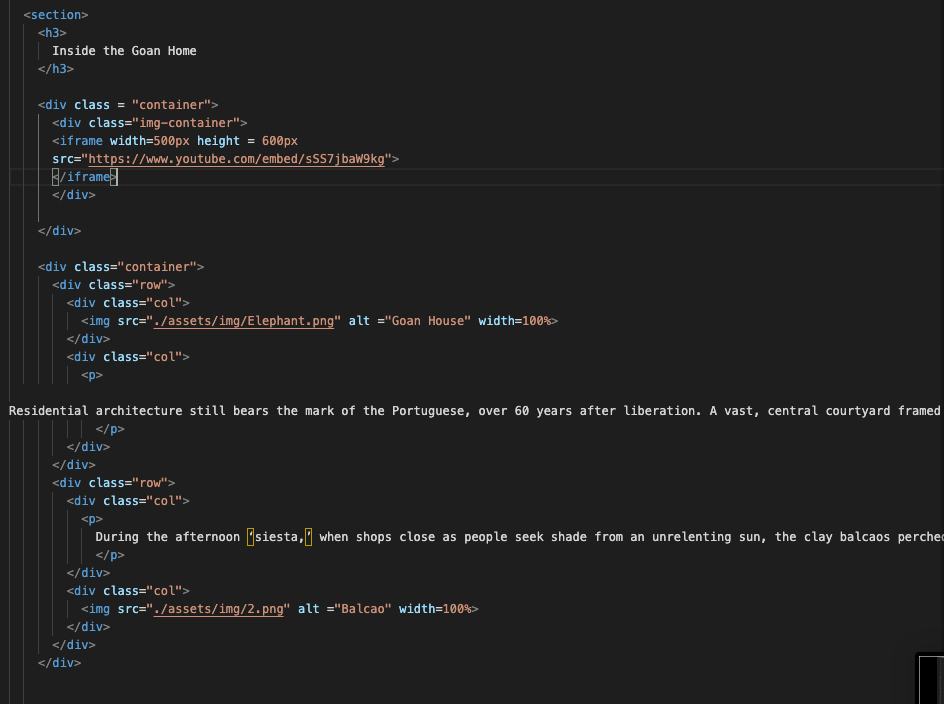 <section>
<h3>
Inside the Goan Home
</h3>
<div class = "container">
<div class="img-container">
<iframe width=500px height = 600px
src="https://www.youtube.com/embed/sSS7jbaW9kg">
</iframe>
</div>
</div>
<div class="container">
<div class="row">
<div class="col">
<img src="./assets/img/Elephant.png" alt ="Goan House" width=100%>
</div>
<div class="col">
<p>
Residential architecture still bears the mark of the Portuguese, over 60 years after liberation. A vast, central courtyard framed
</p>
</div>
</div>
<div class="row">
<div class="col">
<p>
During the afternoon ‘siesta,’ when shops close as people seek shade from an unrelenting sun, the clay balcaos perched
</p>
</div>
<div class="col">
<img src="./assets/img/2.png" alt ="Balcao" width=100%>
</div>
</div>
</div>